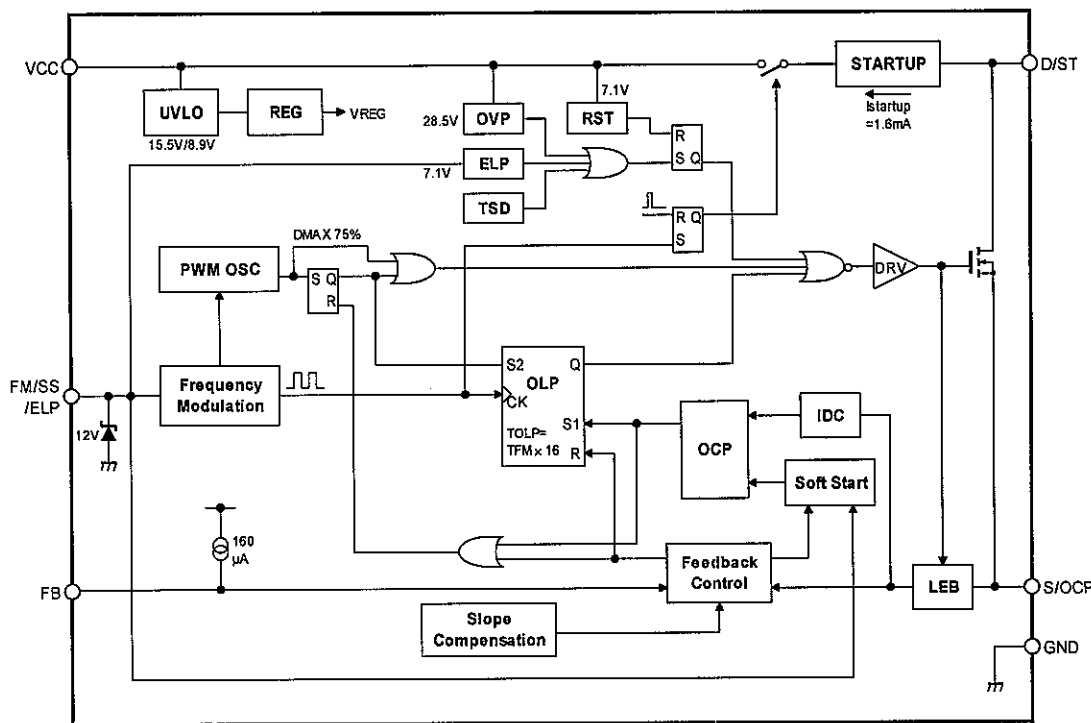 VCC
STARTUP
D/ST
7.1V
Istartup
=1.6mA
UVLO
REG
VREG
28.5V
OVP
RST
R
S Q
15.5V/8.9V
7.1V
ELP
TSD
R Q
S
DMAX 75%
PWM OSC
S Q
R
DRV
S2
Q
OLP
CK
S1
TOLP=
TFM × 16
R
FM/SS
/ELP
Frequency
Modulation
12V
IDC
OCP
Soft Start
160
μA
Feedback
Control
FB
LEB
S/OCP
Slope
Compensation
GND